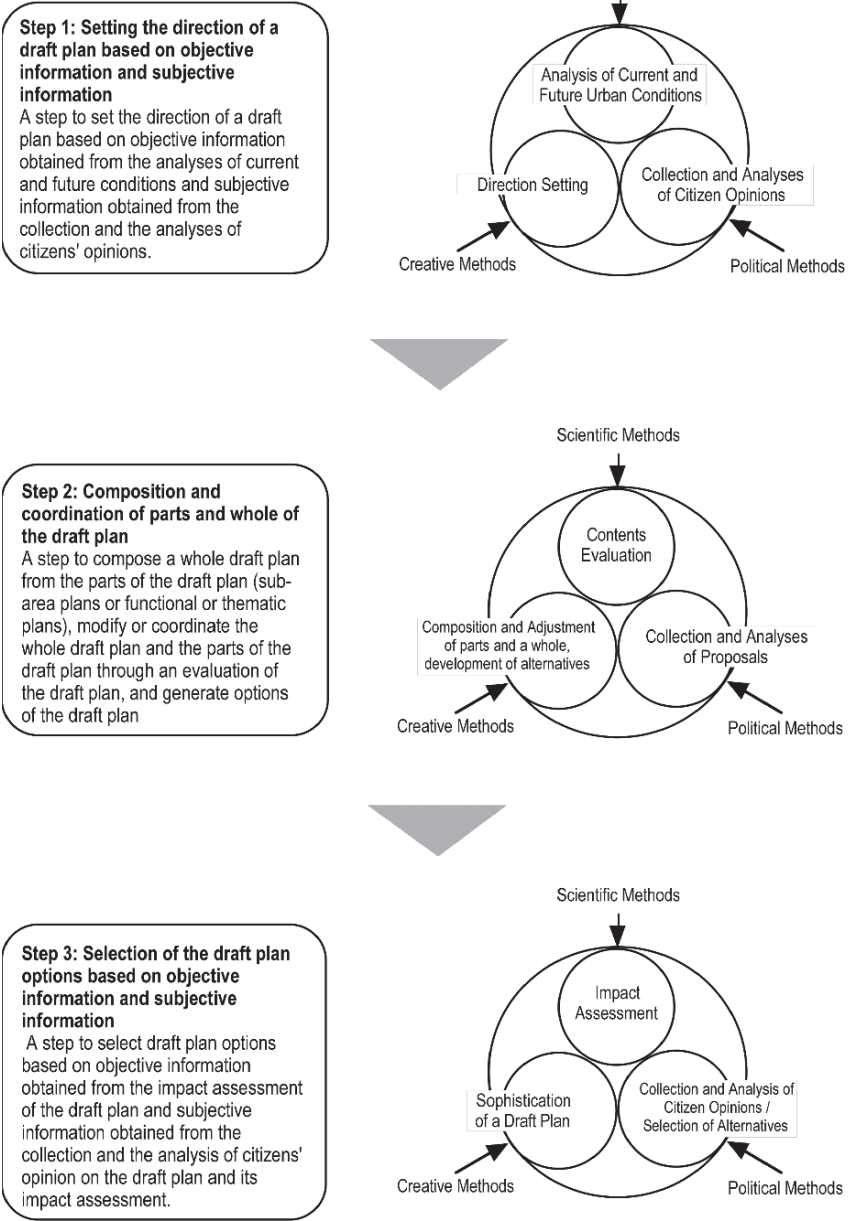 Step 1: Setting the direction of a
draft plan based on objective
information and subjective
information
A step to set the direction of a draft
plan based on objective information
obtained from the analyses of current
and future conditions and subjective
information obtained from the
collection and the analyses of
citizens' opinions.
Analysis of Current and
Future Urban Conditions
Direction Setting
Collection and Analyses
of Citizen Opinions
Creative Methods
Political Methods
Scientific Methods
Step 2: Composition and
coordination of parts and whole of
the draft plan
A step to compose a whole draft plan
from the parts of the draft plan (sub-
area plans or functional or thematic
plans), modify or coordinate the
whole draft plan and the parts of the
draft plan through an evaluation of
the draft plan, and generate options
of the draft plan
Contents
Evaluation
Composition and Adjustment
of parts and a whole,
development of alternatives
Collection and Analyses
of Proposals
Creative Methods
Political Methods
Scientific Methods
Step 3: Selection of the draft plan
options based on objective
information and subjective
information
A step to select draft plan options
based on objective information
obtained from the impact assessment
of the draft plan and subjective
information obtained from the
collection and the analysis of citizens'
opinion on the draft plan and its
impact assessment.
Impact
Assessment
Sophistication
of a Draft Plan
Collection and Analysis of
Citizen Opinions /
Selection of Alternatives
Creative Methods
Political Methods